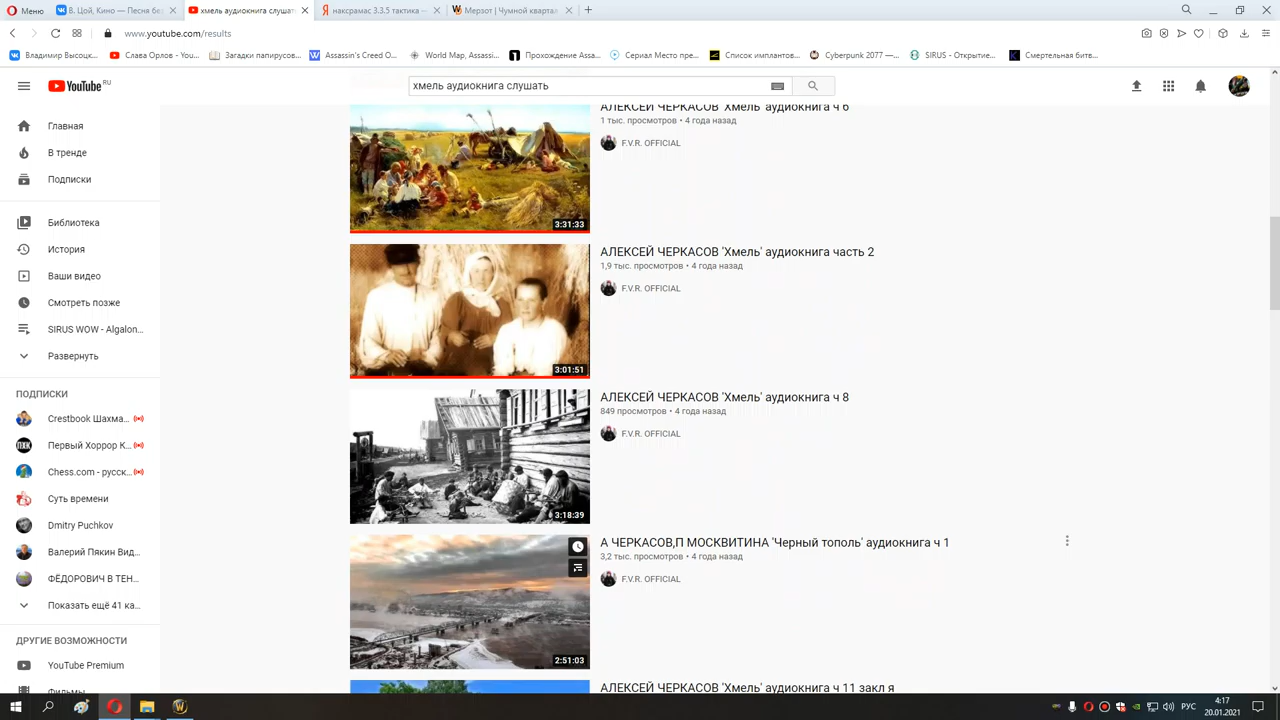 Меню
В. Цой, Кино — Песня бе
хмель аудиокнига слушать
наксрамас 3.3.5 тактика —
Мерзот | Чумной квартал
www.youtube.com/results
Владимир Высоцк...
Слава Орлов - You...
Загадки папирусов...
Assassin's Creed O...
World Map, Assassi...
Прохождение Assa...
Сериал Место пре...
Список имплантов...
Cyberpunk 2077 —...
SIRUS - Открытие...
Смертельная битв...
YouTube RU
хмель аудиокнига слушать
Главная
В тренде
Подписки
Библиотека
История
Ваши видео
Смотреть позже
SIRUS WOW - Algalon...
Развернуть
ПОДПИСКИ
Crestbook Шахма...
Первый Хоррор К...
Chess.com - русск...
Суть времени
Dmitry Puchkov
Валерий Пякин Вид...
ФЁДОРОВИЧ В ТЕН...
Показать ещё 41 ка...
ДРУГИЕ ВОЗМОЖНОСТИ
YouTube Premium
Фильмы
АЛЕКСЕЙ ЧЕРКАСОВ 'Хмель' аудиокнига ч 6
1 тыс. просмотров • 4 года назад
F.V.R. OFFICIAL
3:31:33
АЛЕКСЕЙ ЧЕРКАСОВ 'Хмель' аудиокнига часть 2
1,9 тыс. просмотров • 4 года назад
F.V.R. OFFICIAL
3:01:51
АЛЕКСЕЙ ЧЕРКАСОВ 'Хмель' аудиокнига ч 8
849 просмотров • 4 года назад
F.V.R. OFFICIAL
3:18:39
А ЧЕРКАСОВ,П МОСКВИТИНА 'Черный тополь' аудиокнига ч 1
3,2 тыс. просмотров • 4 года назад
F.V.R. OFFICIAL
2:51:03
АЛЕКСЕЙ ЧЕРКАСОВ 'Хмель' аудиокнига ч 11 закл я
РУС
4:17
20.01.2021